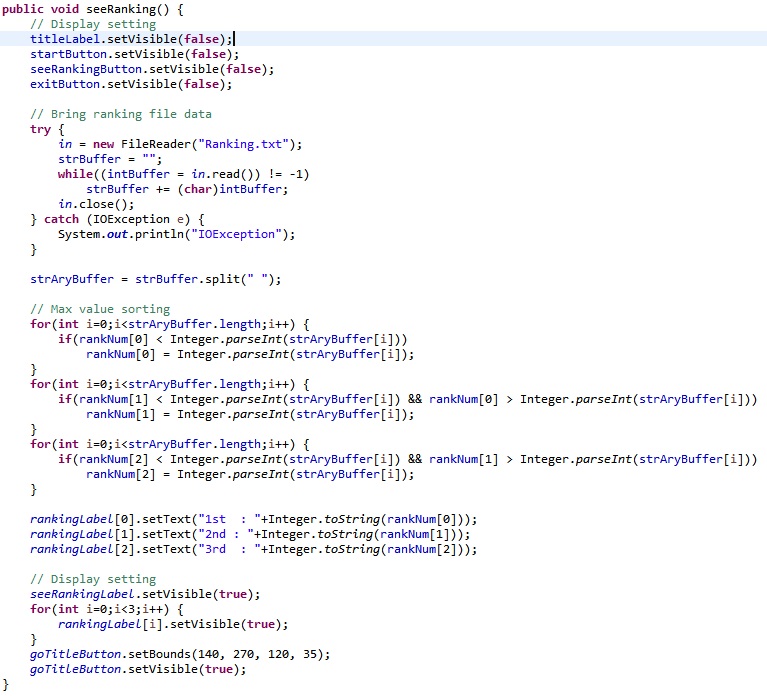 public void seeRanking() {
    // Display setting
    titleLabel.setVisible(false);
    startButton.setVisible(false);
    seeRankingButton.setVisible(false);
    exitButton.setVisible(false);

    // Bring ranking file data
    try {
        in = new FileReader("Ranking.txt");
        strBuffer = "";
        while((intBuffer = in.read()) != -1)
            strBuffer += (char)intBuffer;
        in.close();
    } catch (IOException e) {
        System.out.println("IOException");
    }

    strAryBuffer = strBuffer.split(" ");

    // Max value sorting
    for(int i=0;i<strAryBuffer.length;i++) {
        if(rankNum[0] < Integer.parseInt(strAryBuffer[i]))
            rankNum[0] = Integer.parseInt(strAryBuffer[i]);
    }
    for(int i=0;i<strAryBuffer.length;i++) {
        if(rankNum[1] < Integer.parseInt(strAryBuffer[i]) && rankNum[0] > Integer.parseInt(strAryBuffer[i]))
            rankNum[1] = Integer.parseInt(strAryBuffer[i]);
    }
    for(int i=0;i<strAryBuffer.length;i++) {
        if(rankNum[2] < Integer.parseInt(strAryBuffer[i]) && rankNum[1] > Integer.parseInt(strAryBuffer[i]))
            rankNum[2] = Integer.parseInt(strAryBuffer[i]);
    }

    rankingLabel[0].setText("1st  : "+Integer.toString(rankNum[0]));
    rankingLabel[1].setText("2nd : "+Integer.toString(rankNum[1]));
    rankingLabel[2].setText("3rd  : "+Integer.toString(rankNum[2]));

    // Display setting
    seeRankingLabel.setVisible(true);
    for(int i=0;i<3;i++) {
        rankingLabel[i].setVisible(true);
    }
    goTitleButton.setBounds(140, 270, 120, 35);
    goTitleButton.setVisible(true);
}